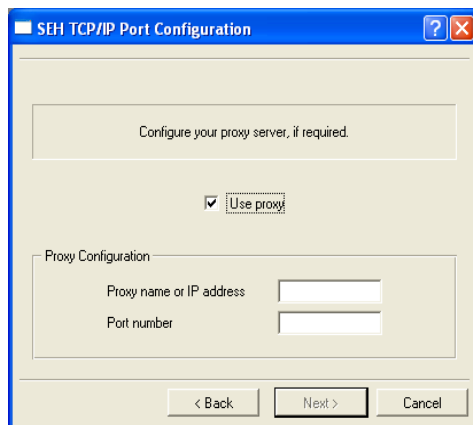 SEH TCP/IP Port Configuration
Configure your proxy server, if required.
Use proxy
Proxy Configuration
Proxy name or IP address
Port number
< Back Next > Cancel